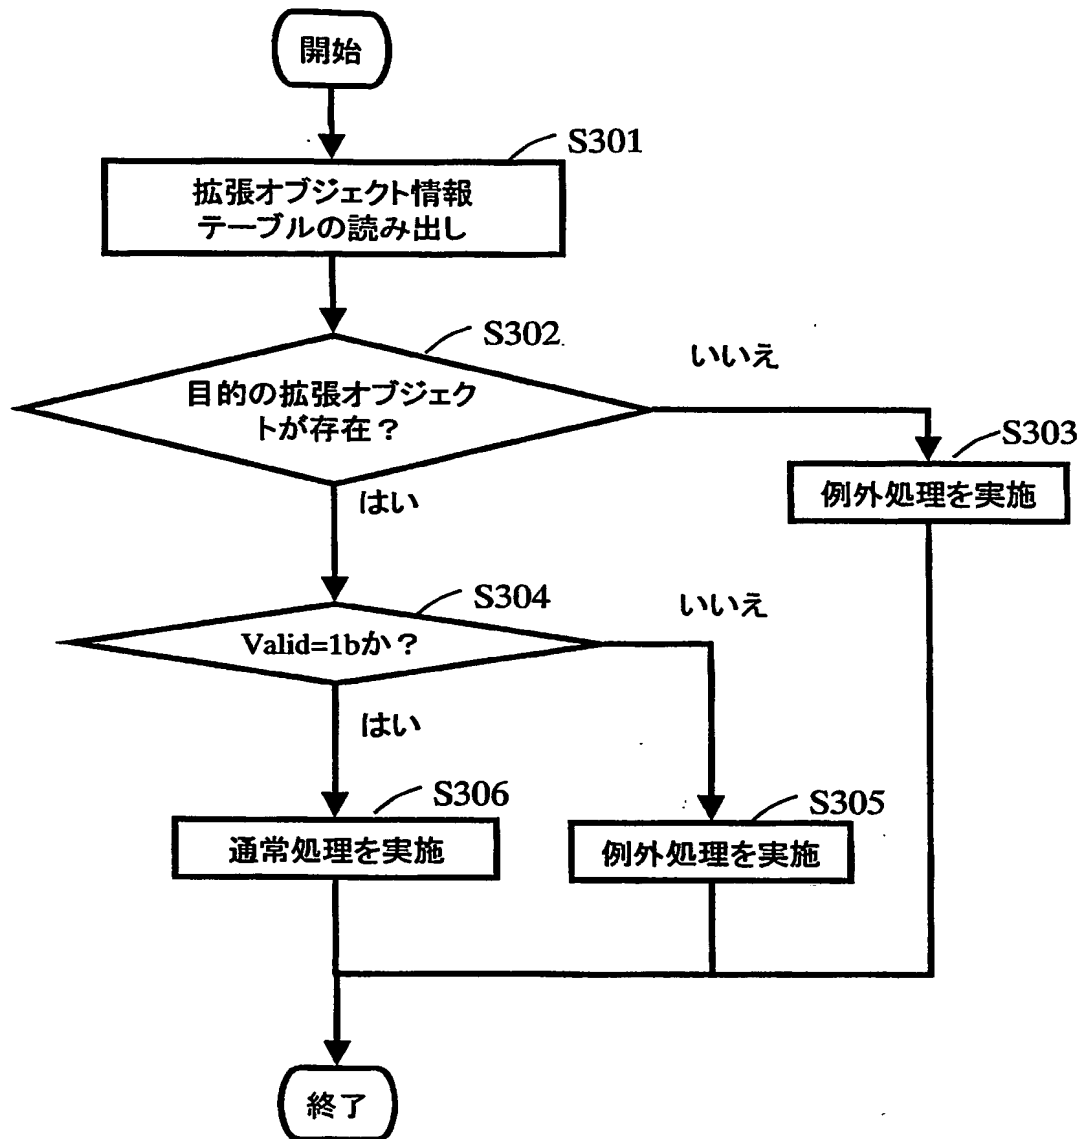 開始
S301
拡張オブジェクト情報
テーブルの読み出し
S302
いいえ
目的の拡張オブジェク
トが存在？
S303
例外処理を実施
はい
S304
いいえ
Valid=1bか？
はい
S306
S305
通常処理を実施
例外処理を実施
終了